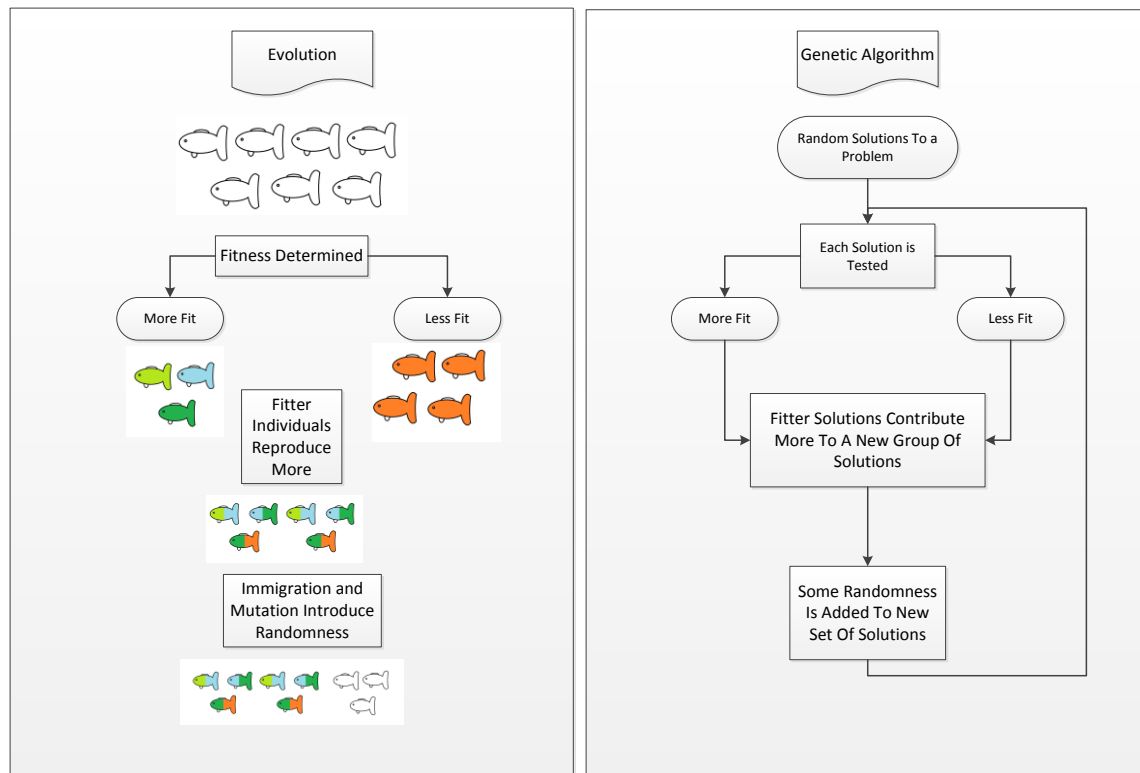 Evolution
Fitness Determined
More Fit
Less Fit
Fitter
Individuals
Reproduce
More
Immigration and
Mutation Introduce
Randomness
Genetic Algorithm
Random Solutions To a
Problem
Each Solution is
Tested
More Fit
Less Fit
Fitter Solutions Contribute
More To A New Group Of
Solutions
Some Randomness
Is Added To New
Set Of Solutions